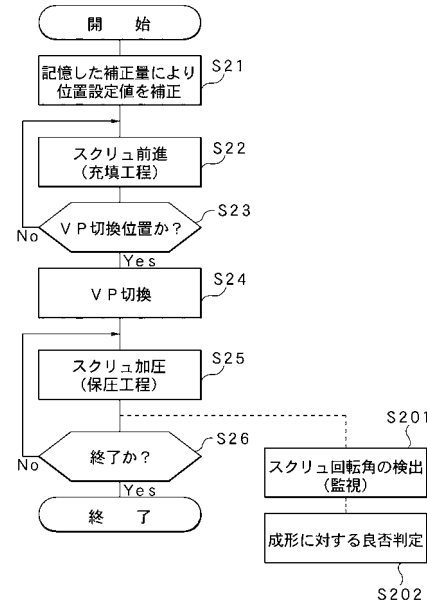 開 始
記憶した補正量により
位置設定値を補正
S21
スクリュ前進
(充填工程)
S22
VP切換位置か?
S23
No
Yes
VP切換
S24
スクリュ加圧
(保圧工程)
S25
終了か?
S26
No
Yes
終 了
S201
スクリュ回転角の検出
(監視)
成形に対する良否判定
S202